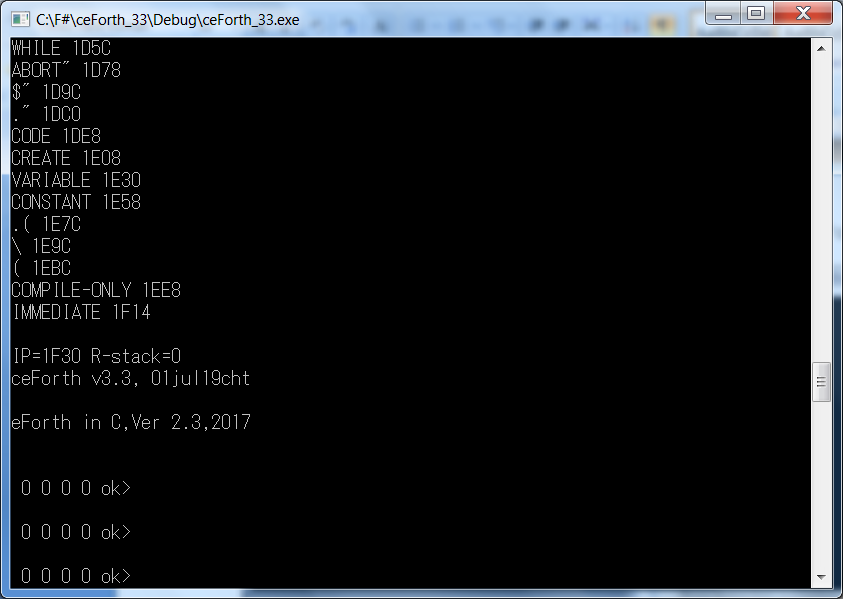 C:\F#\ceForth_33\Debug\ceForth_33.exe
WHILE 1D5C
ABORT" 1D78
$" 1D9C
." 1DC0
CODE 1DE8
CREATE 1E08
VARIABLE 1E30
CONSTANT 1E58
.( 1E7C
\ 1E9C
( 1EBC
COMPILE-ONLY 1EE8
IMMEDIATE 1F14
IP=1F30 R-stack=0
ceForth v3.3, 01jul19cht
eForth in C,Ver 2.3,2017
0 0 0 0 ok>
0 0 0 0 ok>
0 0 0 0 ok>